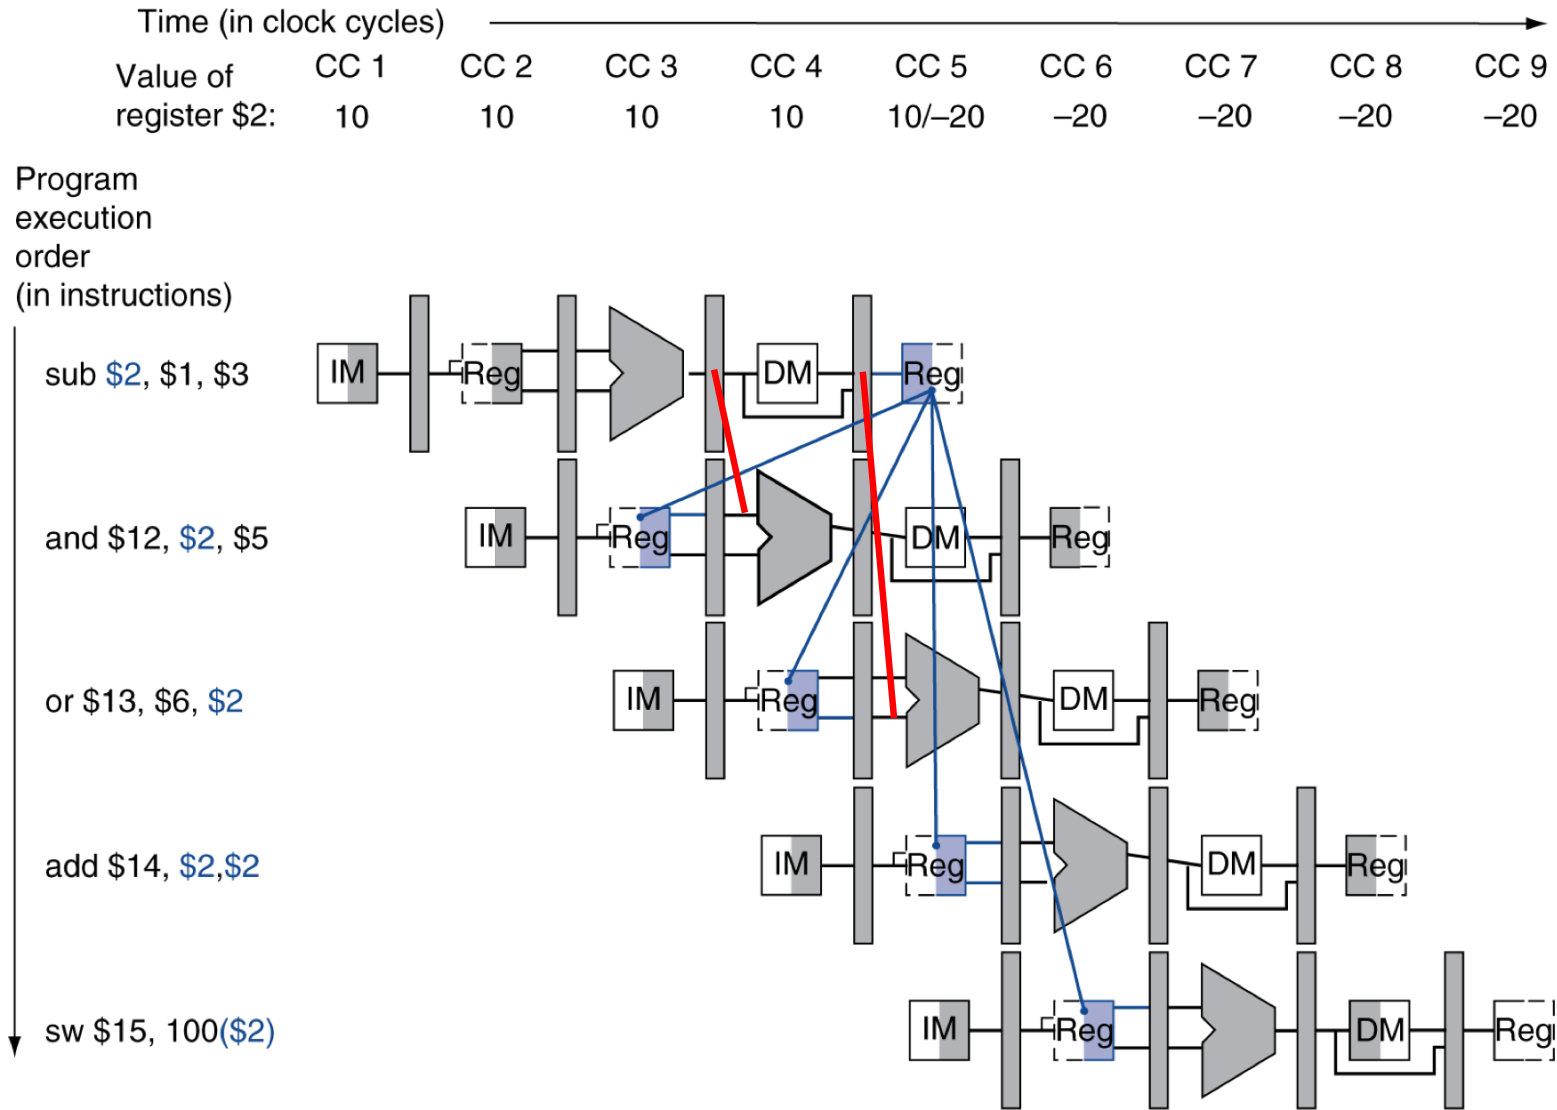 Time (in clock cycles)
CC 1 CC 2 CC 3 CC 4 CC 5 CC 6 CC 7 CC 8 CC 9
Value of
register $2: 10 10 10 10 10/–20 –20 –20 –20 –20
Program
execution
order
(in instructions)
sub $2, $1, $3 IM Reg DM Reg
and $12, $2, $5 IM Reg DM Reg
or $13, $6, $2 IM Reg DM Reg
add $14, $2,$2 IM Reg DM Reg
sw $15, 100($2) IM Reg DM Reg